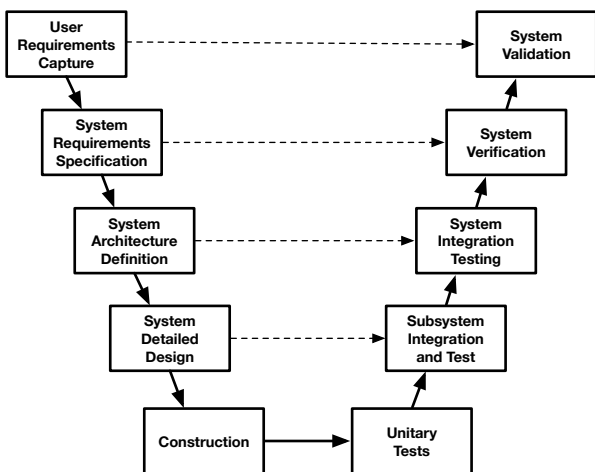 User
Requirements
Capture
System
Validation
System
Requirements
Specification
System
Verification
System
Architecture
Definition
System
Integration
Testing
System
Detailed
Design
Subsystem
Integration
and Test
Construction
Unitary
Tests